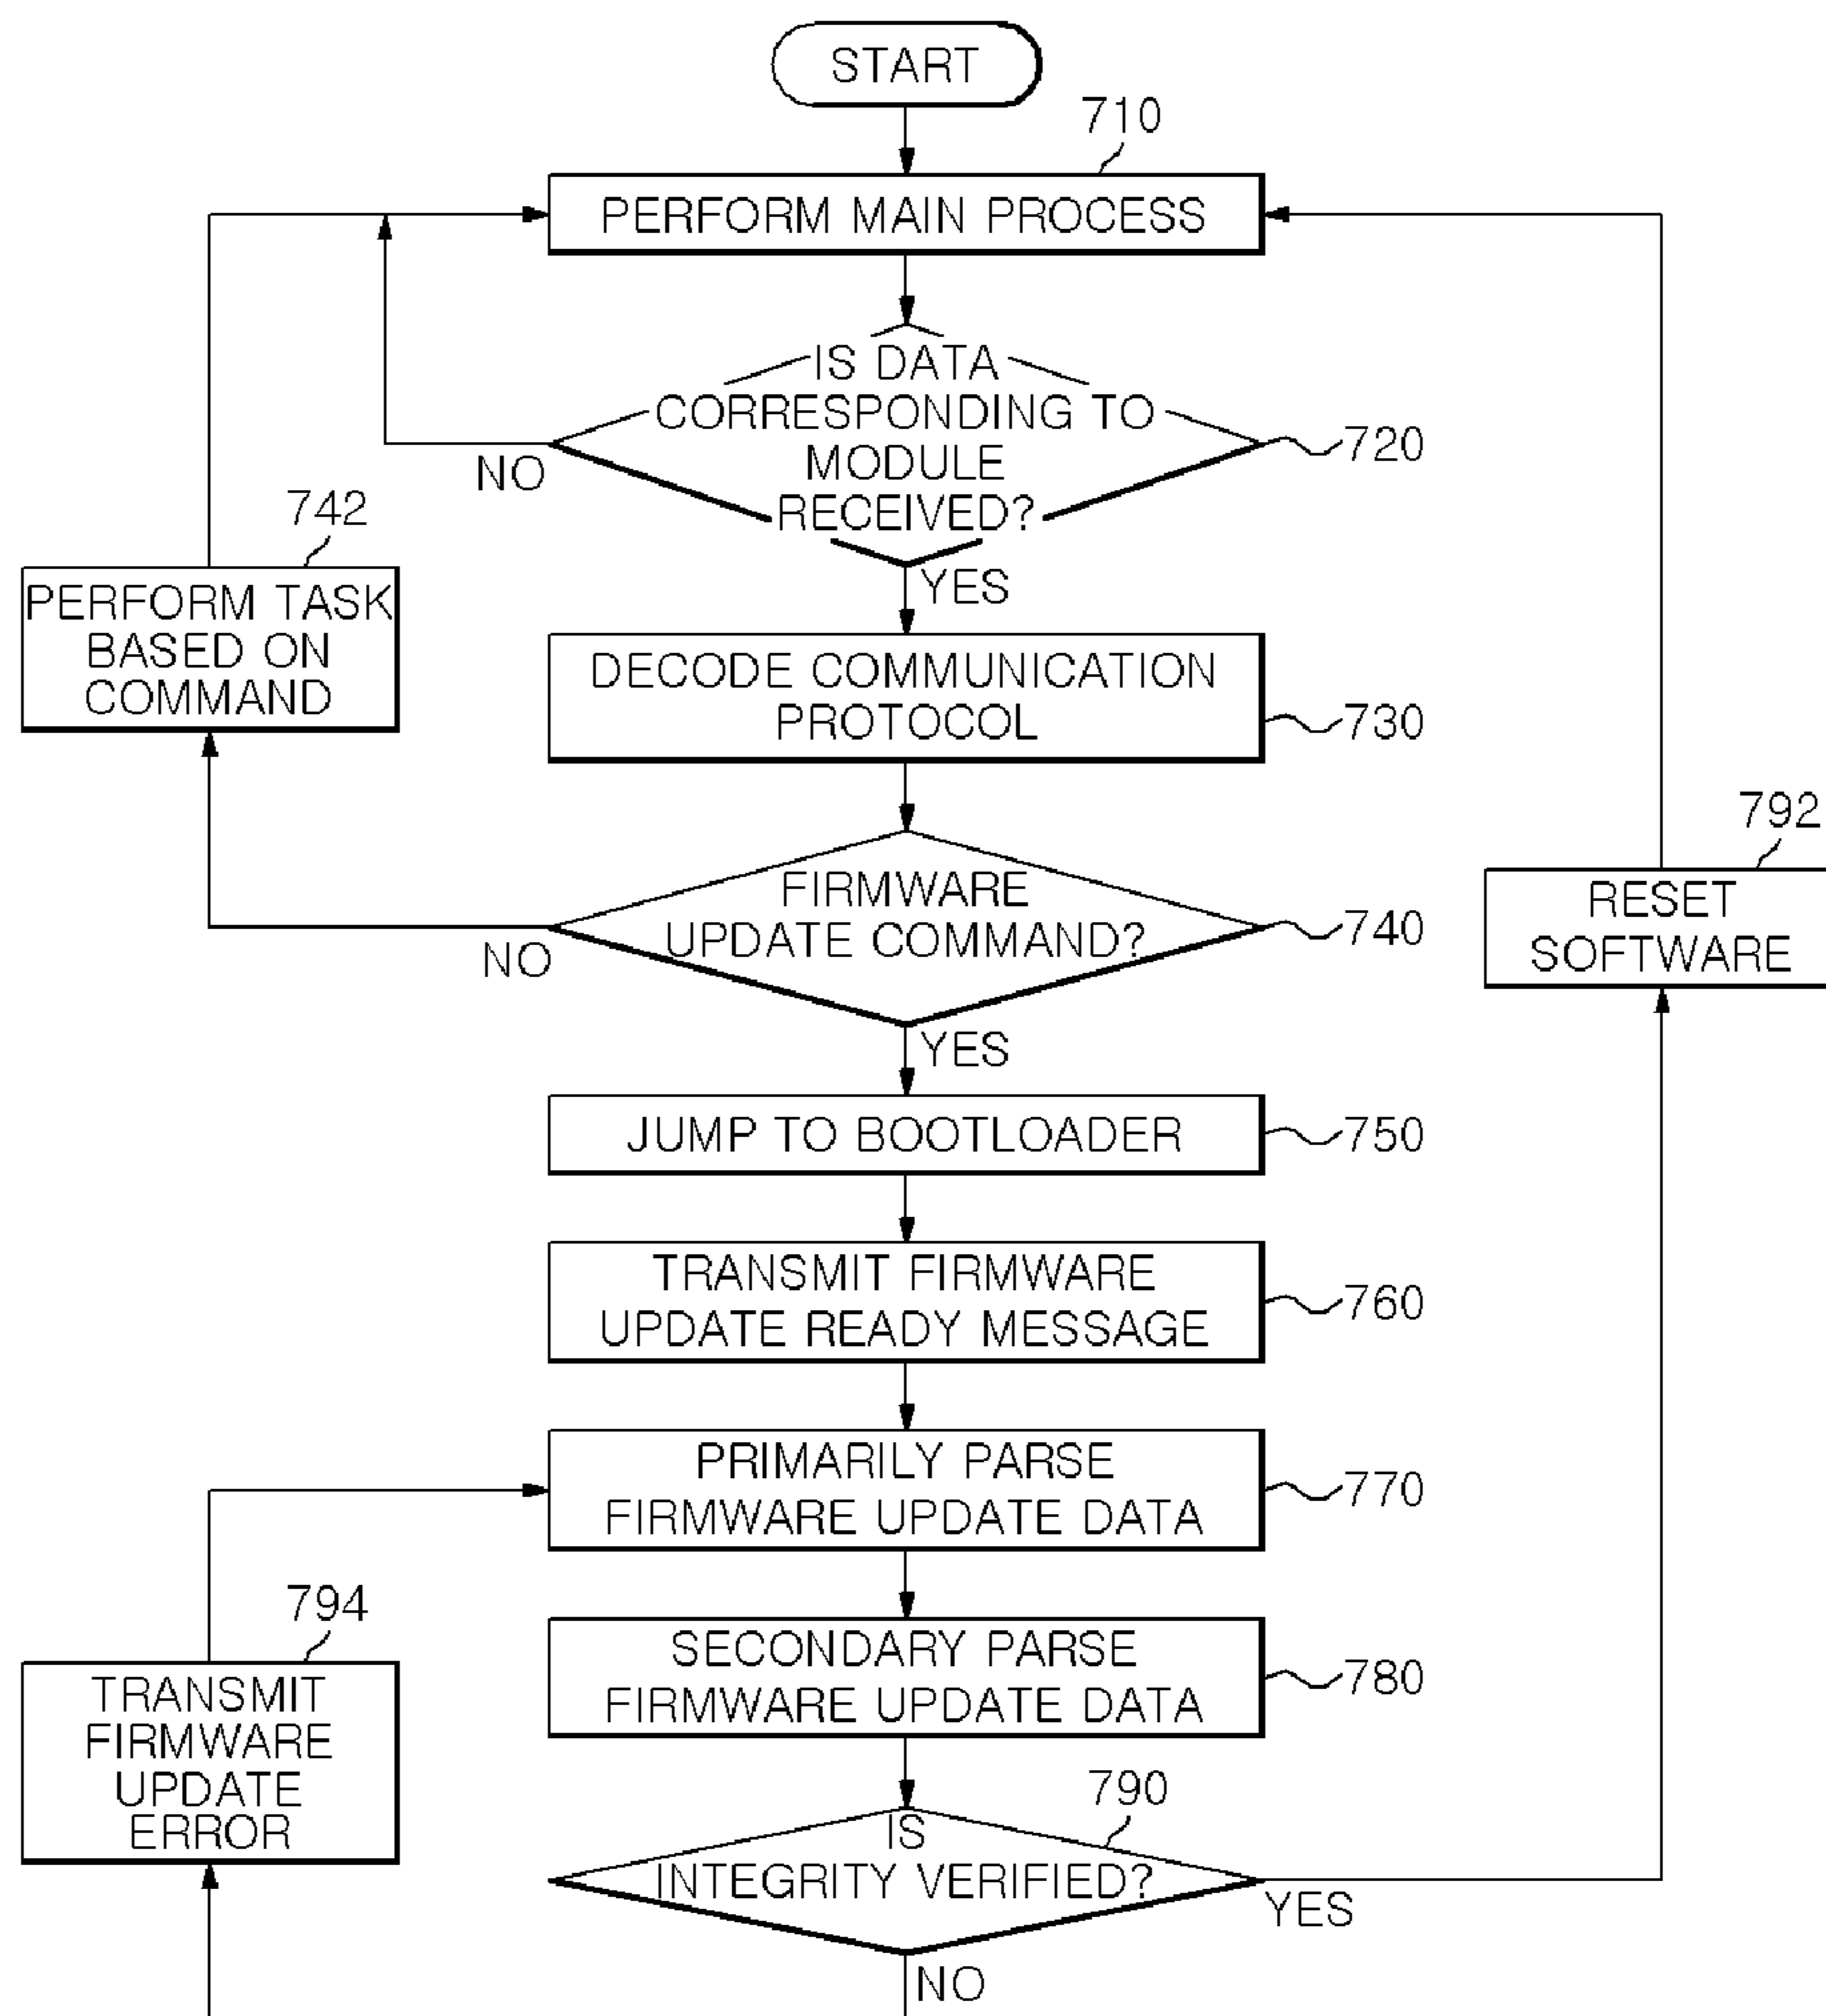 START
710
PERFORM MAIN PROCESS
IS DATA
CORRESPONDING TO
MODULE
RECEIVED?
720
NO
YES
742
PERFORM TASK
BASED ON
COMMAND
DECODE COMMUNICATION
PROTOCOL
730
FIRMWARE
UPDATE COMMAND?
740
NO
YES
792
RESET
SOFTWARE
JUMP TO BOOTLOADER
750
TRANSMIT FIRMWARE
UPDATE READY MESSAGE
760
PRIMARILY PARSE
FIRMWARE UPDATE DATA
770
SECONDARY PARSE
FIRMWARE UPDATE DATA
780
794
TRANSMIT
FIRMWARE
UPDATE
ERROR
790
IS
INTEGRITY VERIFIED?
YES
NO